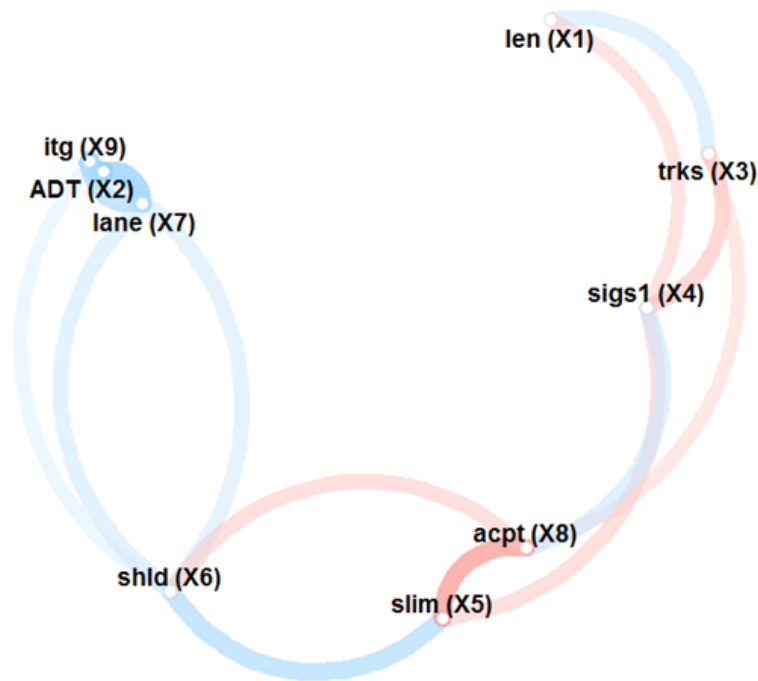 len (X1)
itg (X9)
trks (X3)
ADT (X2)
lane (X7)
sigs1 (X4)
acpt (X8)
shld (X6)
slim (X5)